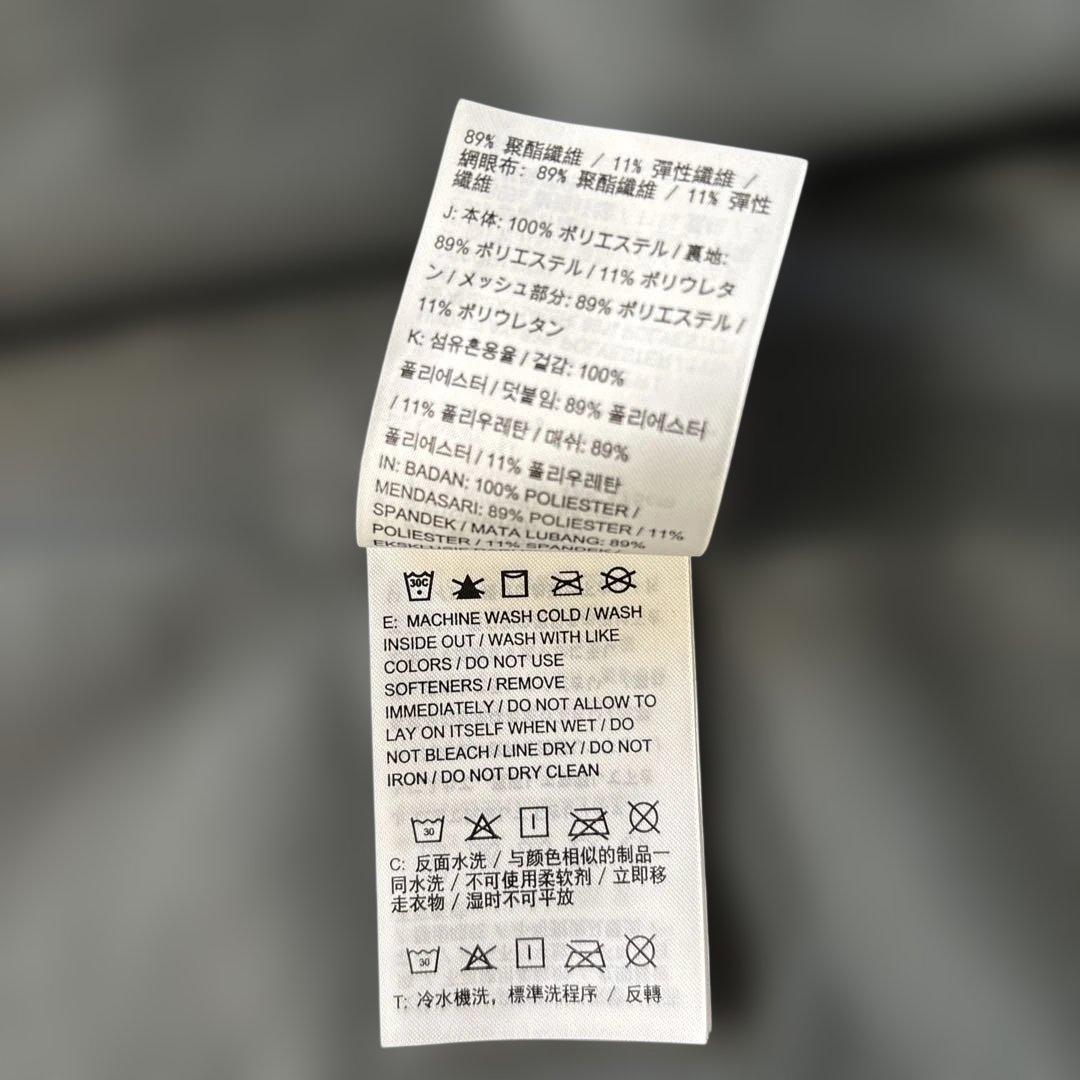 89% 聚酯纖維 / 11% 彈性纖維 /
網眼布: 89% 聚酯纖維 / 11% 彈性
纖維
J: 本体: 100% ポリエステル / 裏地:
89% ポリエステル / 11% ポリウレタ
ン / メッシュ部分: 89% ポリエステル /
11% ポリウレタン
K: 섬유혼용율 / 겉감: 100%
폴리에스터 / 덧붙임: 89% 폴리에스터
/ 11% 폴리우레탄 / 매쉬: 89%
폴리에스터 / 11% 폴리우레탄
IN: BADAN: 100% POLIESTER /
MENDASARI: 89% POLIESTER / 11%
SPANDEK / MATA LUBANG: 89%
POLIESTER / 11% SPANDEK /
30C
E: MACHINE WASH COLD / WASH
INSIDE OUT / WASH WITH LIKE
COLORS / DO NOT USE
SOFTENERS / REMOVE
IMMEDIATELY / DO NOT ALLOW TO
LAY ON ITSELF WHEN WET / DO
NOT BLEACH / LINE DRY / DO NOT
IRON / DO NOT DRY CLEAN
30
C: 反面水洗 / 与颜色相似的制品一
同水洗 / 不可使用柔软剂 / 立即移
走衣物 / 湿时不可平放
30
T: 冷水機洗，標準洗程序 / 反轉